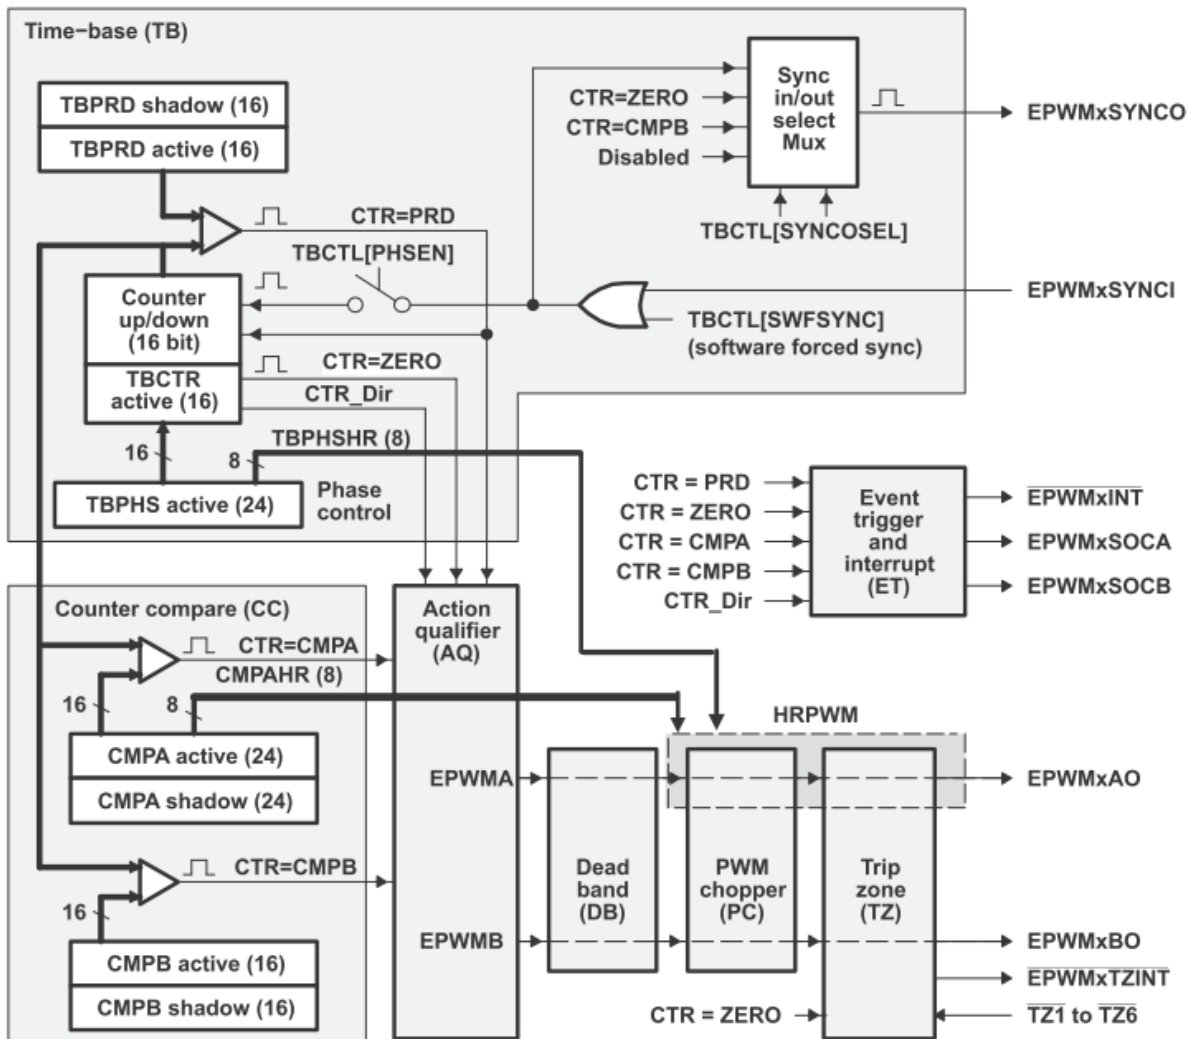 Time−base (TB)
TBPRD shadow (16)
TBPRD active (16)
CTR=PRD
TBCTL[PHSEN]
Counter
up/down
(16 bit)
TBCTR
active (16)
CTR=ZERO
CTR_Dir
16
8
TBPHSHR (8)
TBPHS active (24)
Phase
control
CTR=ZERO
CTR=CMPB
Disabled
Sync
in/out
select
Mux
TBCTL[SYNCOSEL]
EPWMxSYNCO
EPWMxSYNCI
TBCTL[SWFSYNC]
(software forced sync)
CTR = PRD
CTR = ZERO
CTR = CMPA
CTR = CMPB
CTR_Dir
Event
trigger
and
interrupt
(ET)
EPWMxINT
EPWMxSOCA
EPWMxSOCB
Counter compare (CC)
CTR=CMPA
CMPAHR (8)
16
8
CMPA active (24)
CMPA shadow (24)
CTR=CMPB
16
CMPB active (16)
CMPB shadow (16)
Action
qualifier
(AQ)
EPWMA
EPWMB
HRPWM
Dead
band
(DB)
PWM
chopper
(PC)
Trip
zone
(TZ)
EPWMxAO
EPWMxBO
EPWMxTZINT
CTR = ZERO
TZ1 to TZ6